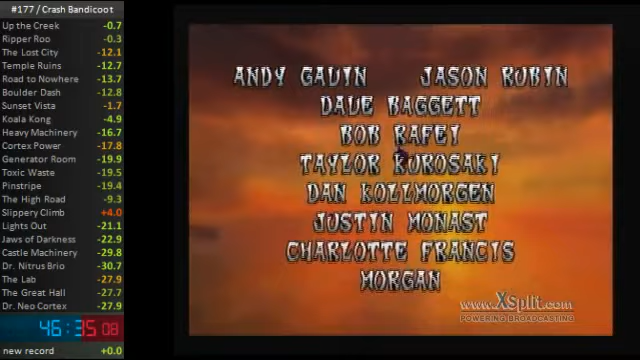 #177 / Crash Bandicoot
Up the Creek -0.7
Ripper Roo -0.3
The Lost City -12.1
Temple Ruins -12.7
Road to Nowhere -13.7
Boulder Dash -12.8
Sunset Vista -1.7
Koala Kong -4.9
Heavy Machinery -16.7
Cortex Power -17.8
Generator Room -19.9
Toxic Waste -19.5
Pinstripe -19.4
The High Road -9.3
Slippery Climb +4.0
Lights Out -21.1
Jaws of Darkness -22.9
Castle Machinery -29.8
Dr. Nitrus Brio -30.7
The Lab -27.9
The Great Hall -27.7
Dr. Neo Cortex -27.9
46:35.08
new record +0.0
ANDY GAVIN JASON RUBIN
DAVE BAGGETT
BOB RAFEI
TAYLOR KUROSAKI
DAN KOLLMORGEN
JUSTIN MONAST
CHARLOTTE FRANCIS
MORGAN
www.XSplit.com
POWERING BROADCASTING